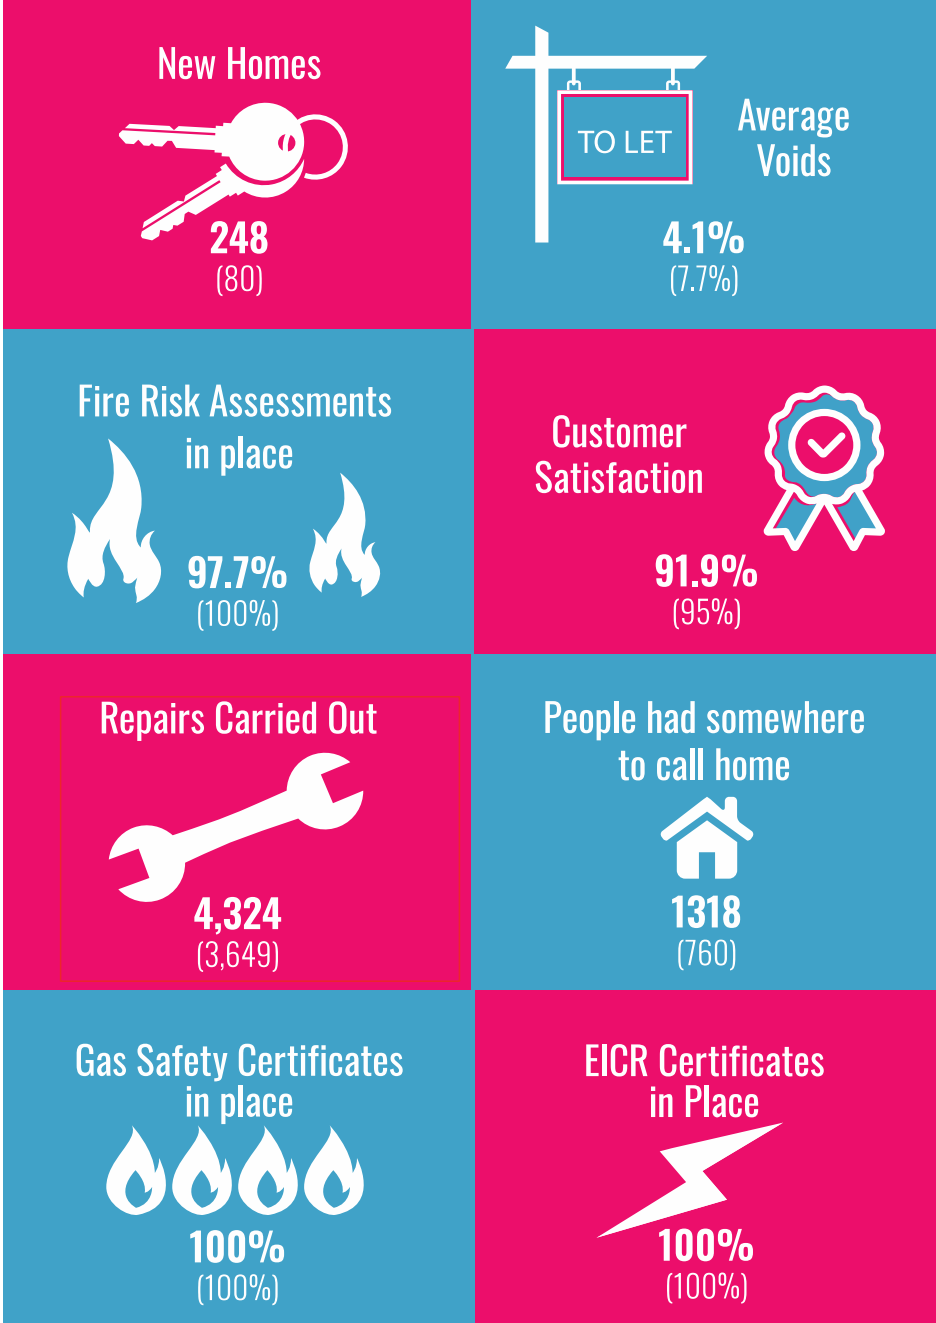 New Homes
248
(80)
TO LET
Average
Voids
4.1%
(7.7%)
Fire Risk Assessments
in place
97.7%
(100%)
Customer
Satisfaction
91.9%
(95%)
Repairs Carried Out
4,324
(3,649)
People had somewhere
to call home
1318
(760)
Gas Safety Certificates
in place
100%
(100%)
EICR Certificates
in Place
100%
(100%)